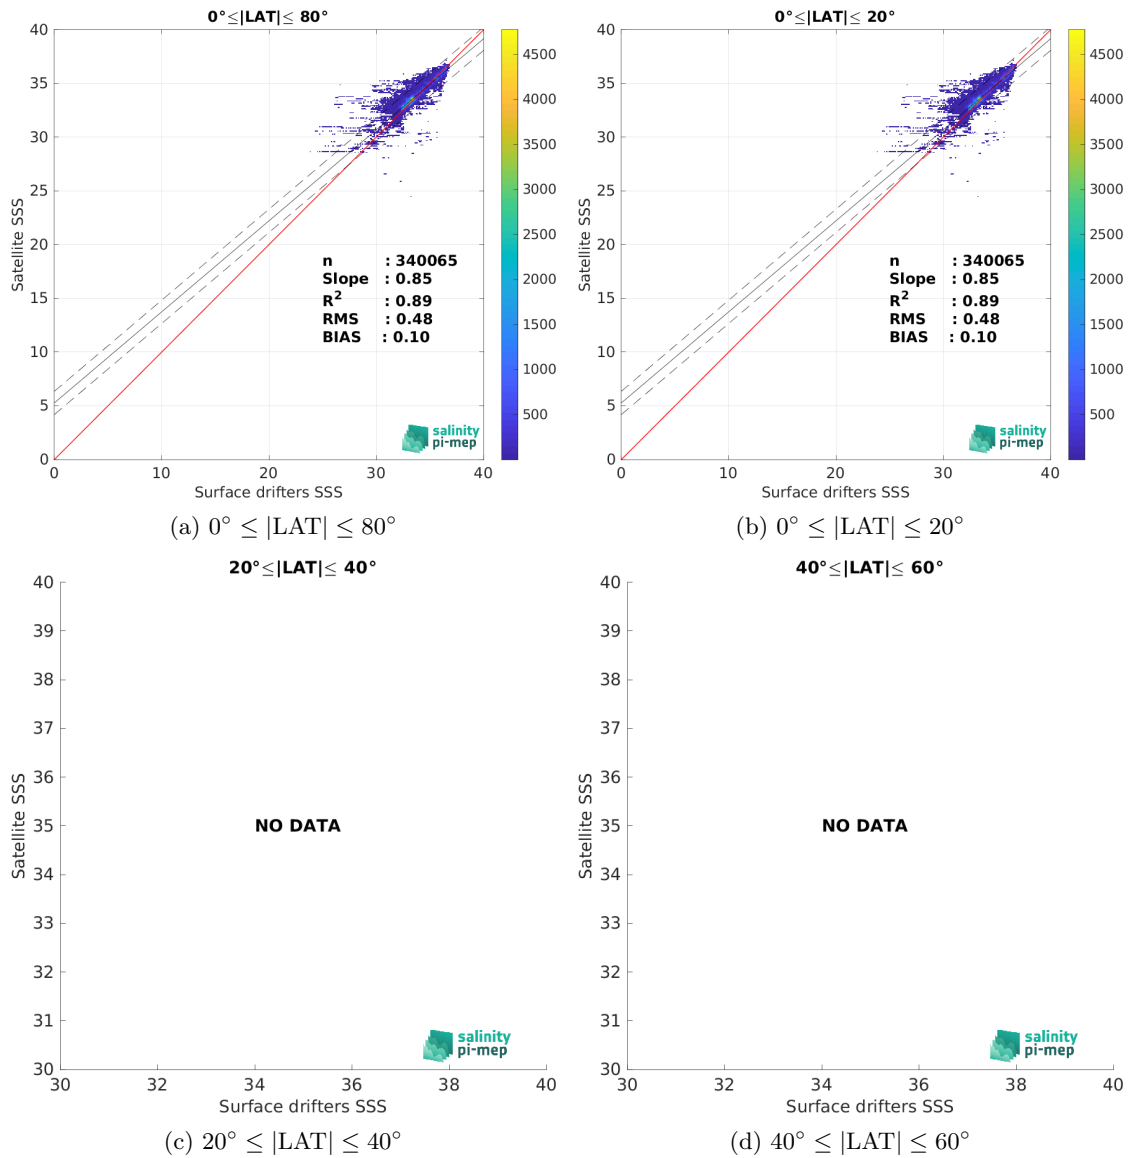 0°≤|LAT|≤ 80°
40
35
30
25
20
15
10
5
0
0
10
20
30
40
Satellite SSS
Surface drifters SSS
n : 340065
Slope : 0.85
R² : 0.89
RMS : 0.48
BIAS : 0.10
salinity
pi-mep
4500
4000
3500
3000
2500
2000
1500
1000
500
(a) 0° ≤ |LAT| ≤ 80°
0°≤|LAT|≤ 20°
40
35
30
25
20
15
10
5
0
0
10
20
30
40
Satellite SSS
Surface drifters SSS
n : 340065
Slope : 0.85
R² : 0.89
RMS : 0.48
BIAS : 0.10
salinity
pi-mep
4500
4000
3500
3000
2500
2000
1500
1000
500
(b) 0° ≤ |LAT| ≤ 20°
20°≤|LAT|≤ 40°
40
39
38
37
36
35
34
33
32
31
30
30
32
34
36
38
40
Satellite SSS
Surface drifters SSS
NO DATA
salinity
pi-mep
(c) 20° ≤ |LAT| ≤ 40°
40°≤|LAT|≤ 60°
40
39
38
37
36
35
34
33
32
31
30
30
32
34
36
38
40
Satellite SSS
Surface drifters SSS
NO DATA
salinity
pi-mep
(d) 40° ≤ |LAT| ≤ 60°